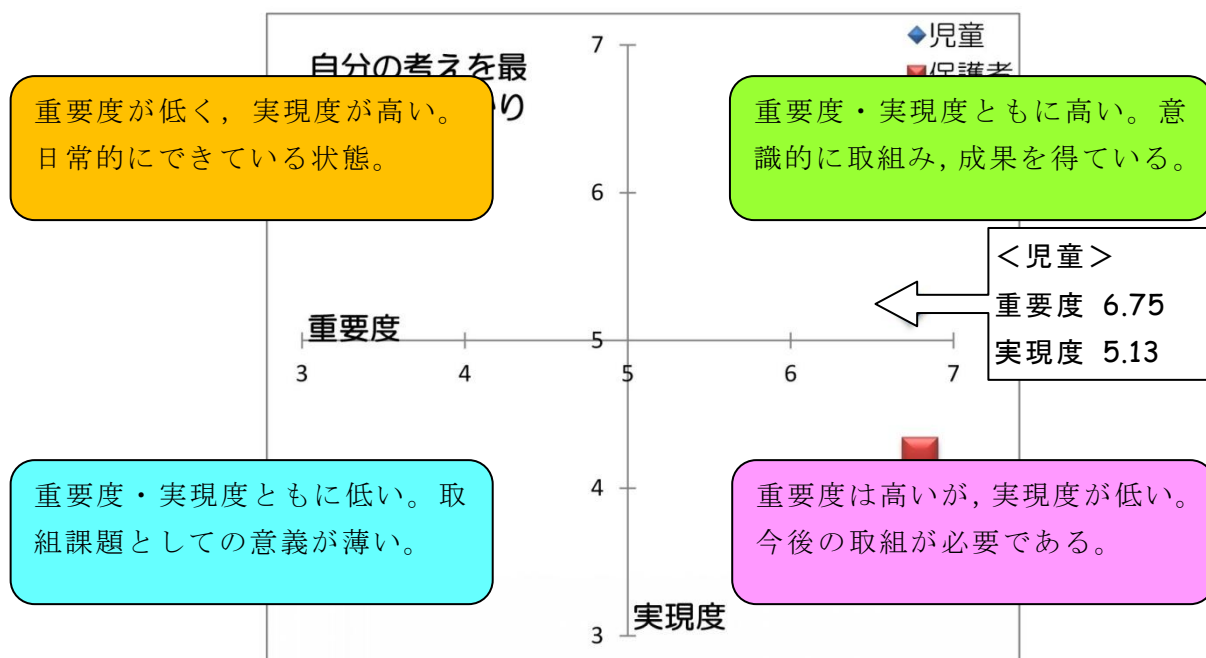 自分の考えを最
り
児童
保護者
重要度が低く，実現度が高い。
日常的にできている状態。
重要度・実現度ともに高い。意
識的に取組み，成果を得ている。
＜児童＞
重要度 6.75
実現度 5.13
重要度
7
6
5
4
3
3
4
5
6
7
重要度・実現度ともに低い。取
組課題としての意義が薄い。
重要度は高いが，実現度が低い。
今後の取組が必要である。
実現度